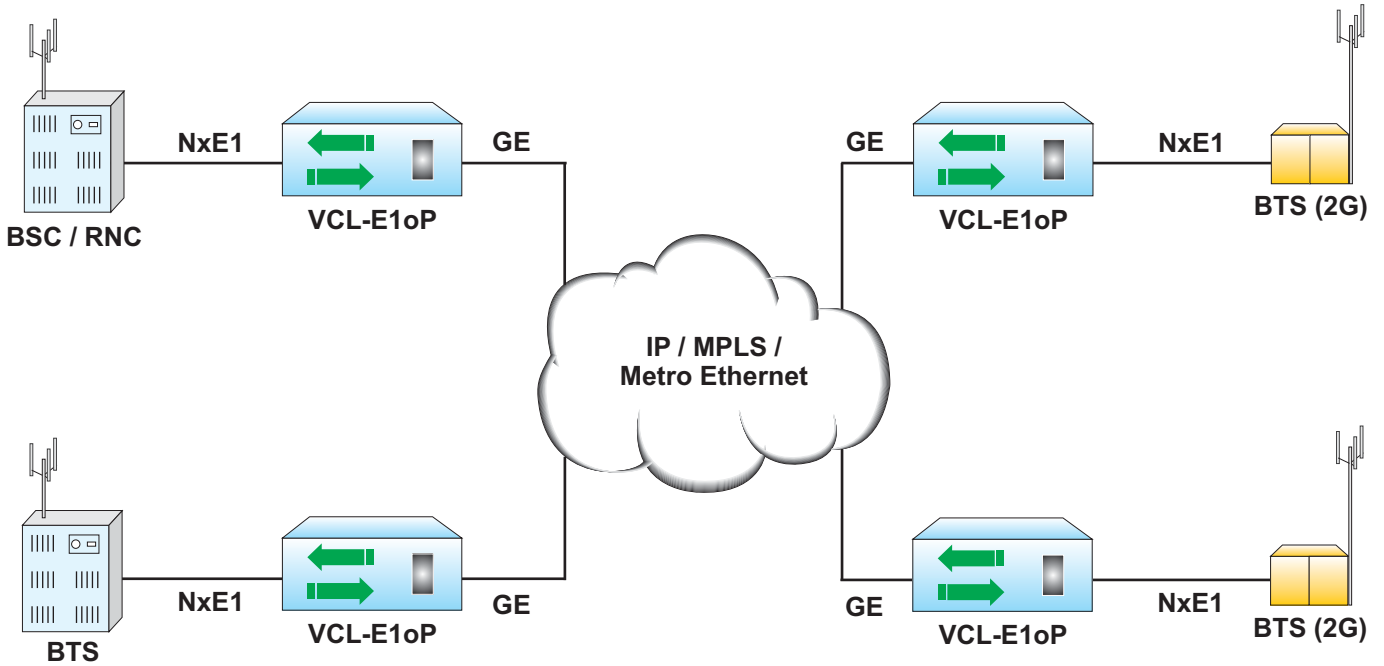 NxE1
GE
VCL-E1oP
BSC / RNC
GE
NxE1
VCL-E1oP
BTS (2G)
IP / MPLS /
Metro Ethernet
NxE1
GE
VCL-E1oP
BTS
GE
NxE1
VCL-E1oP
BTS (2G)